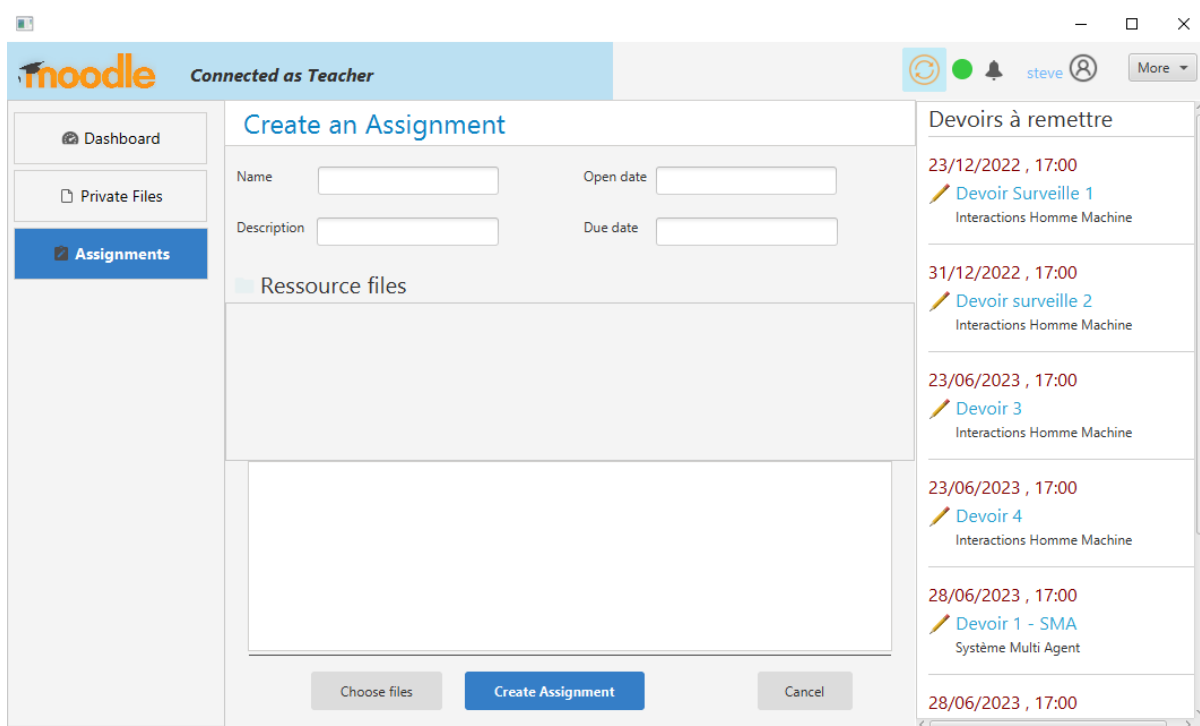 moodle
Connected as Teacher
steve
More
Dashboard
Private Files
Assignments
Create an Assignment
Name
Open date
Description
Due date
Ressource files
Choose files
Create Assignment
Cancel
Devoirs à remettre
23/12/2022 , 17:00
Devoir Surveille 1
Interactions Homme Machine
31/12/2022 , 17:00
Devoir surveille 2
Interactions Homme Machine
23/06/2023 , 17:00
Devoir 3
Interactions Homme Machine
23/06/2023 , 17:00
Devoir 4
Interactions Homme Machine
28/06/2023 , 17:00
Devoir 1 - SMA
Système Multi Agent
28/06/2023 , 17:00